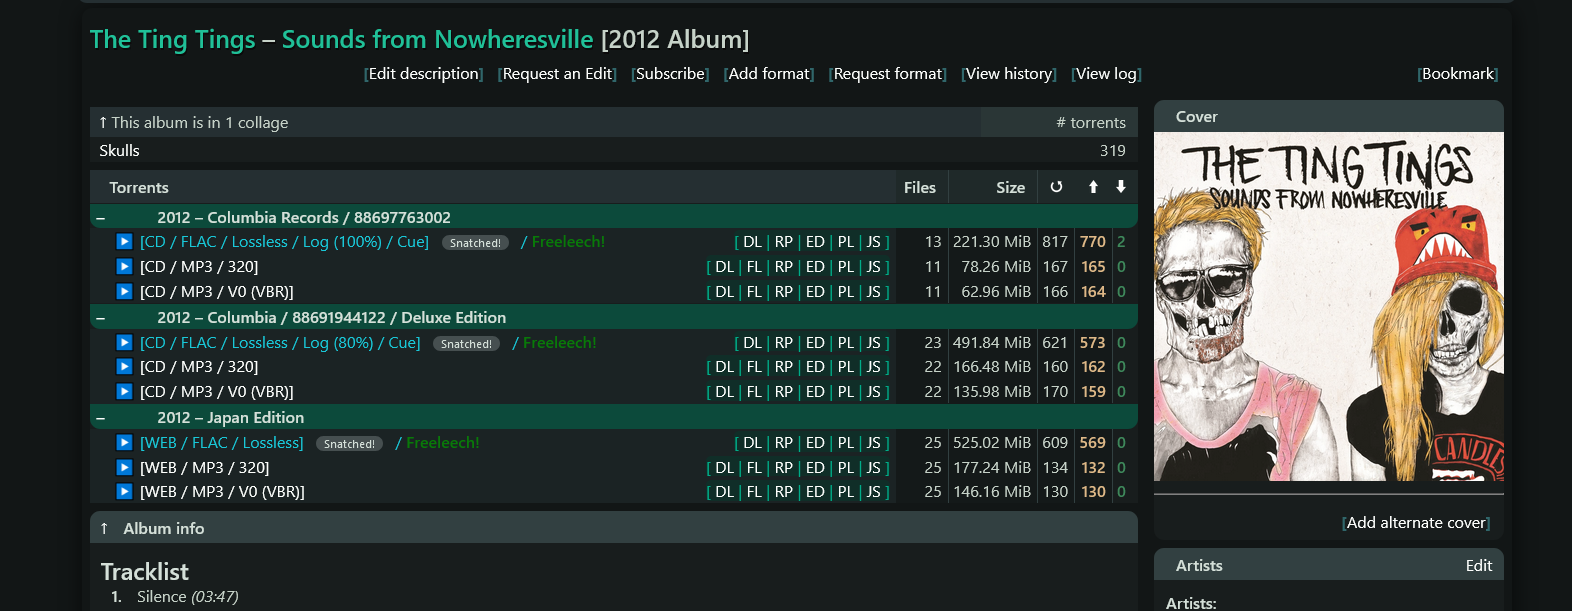 The Ting Tings – Sounds from Nowheresville [2012 Album]
[Edit description] [Request an Edit] [Subscribe] [Add format] [Request format] [View history] [View log] [Bookmark]
↑ This album is in 1 collage # torrents
Skulls 319
Torrents Files Size ↺ ⬆ ⬇
– 2012 – Columbia Records / 88697763002
[CD / FLAC / Lossless / Log (100%) / Cue] Snatched! / Freeleech! [ DL | RP | ED | PL | JS ] 13 221.30 MiB 817 770 2
[CD / MP3 / 320] [ DL | FL | RP | ED | PL | JS ] 11 78.26 MiB 167 165 0
[CD / MP3 / V0 (VBR)] [ DL | FL | RP | ED | PL | JS ] 11 62.96 MiB 166 164 0
– 2012 – Columbia / 88691944122 / Deluxe Edition
[CD / FLAC / Lossless / Log (80%) / Cue] Snatched! / Freeleech! [ DL | RP | ED | PL | JS ] 23 491.84 MiB 621 573 0
[CD / MP3 / 320] [ DL | FL | RP | ED | PL | JS ] 22 166.48 MiB 160 162 0
[CD / MP3 / V0 (VBR)] [ DL | FL | RP | ED | PL | JS ] 22 135.98 MiB 170 159 0
– 2012 – Japan Edition
[WEB / FLAC / Lossless] Snatched! / Freeleech! [ DL | RP | ED | PL | JS ] 25 525.02 MiB 609 569 0
[WEB / MP3 / 320] [ DL | FL | RP | ED | PL | JS ] 25 177.24 MiB 134 132 0
[WEB / MP3 / V0 (VBR)] [ DL | FL | RP | ED | PL | JS ] 25 146.16 MiB 130 130 0
↑ Album info
Tracklist
1. Silence (03:47)
Cover
THE TING TINGS
SOUNDS FROM NOWHERESVILLE
CANDLES
[Add alternate cover]
Artists Edit
Artists: